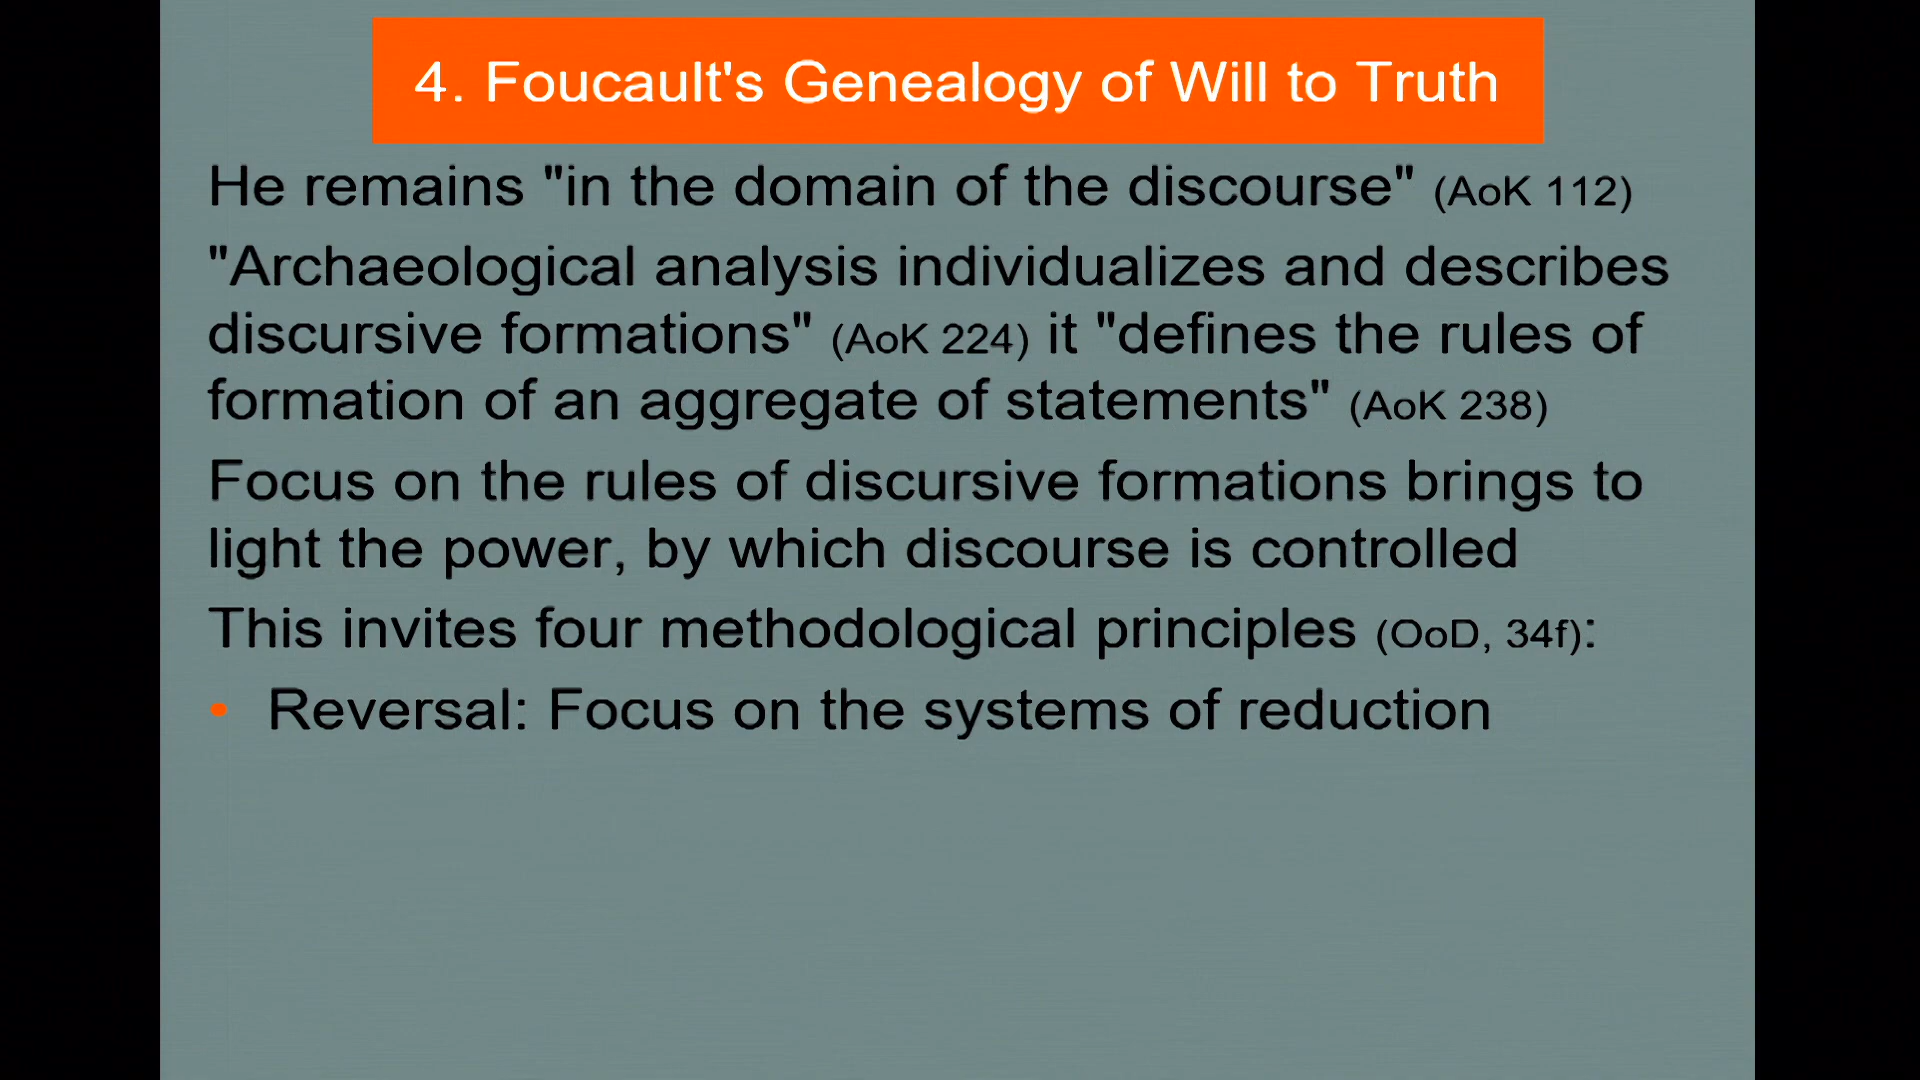 4. Foucault's Genealogy of Will to Truth
He remains "in the domain of the discourse" (AoK 112)
"Archaeological analysis individualizes and describes
discursive formations" (AoK 224) it "defines the rules of
formation of an aggregate of statements" (AoK 238)
Focus on the rules of discursive formations brings to
light the power, by which discourse is controlled
This invites four methodological principles (OoD, 34f):
• Reversal: Focus on the systems of reduction